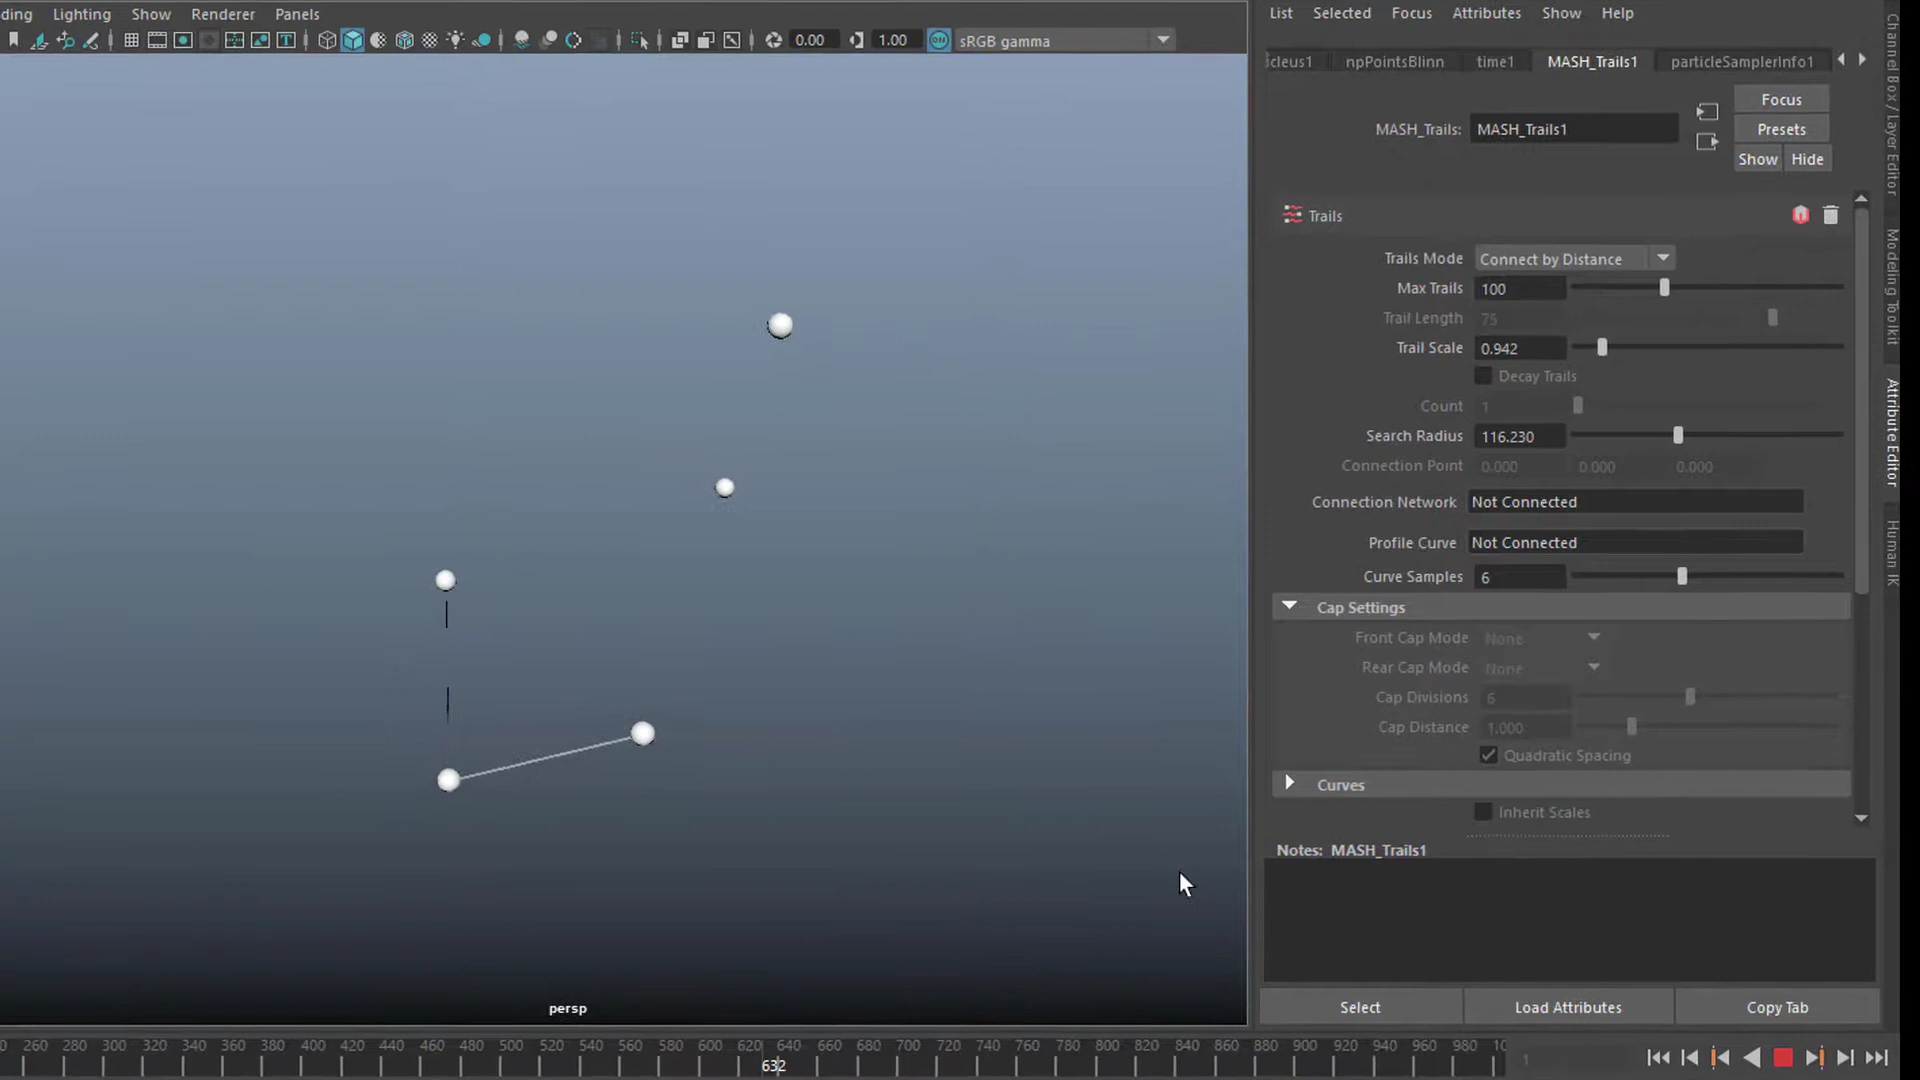 ding Lighting Show Renderer Panels
0.00 1.00 ON sRGB gamma
persp
List Selected Focus Attributes Show Help
cleus1 npPointsBlinn time1 MASH_Trails1 particleSamplerInfo1
MASH_Trails: MASH_Trails1
Focus
Presets
Show Hide
Trails
Trails Mode Connect by Distance
Max Trails 100
Trail Length 75
Trail Scale 0.942
Decay Trails
Count 1
Search Radius 116.230
Connection Point 0.000 0.000 0.000
Connection Network Not Connected
Profile Curve Not Connected
Curve Samples 6
Cap Settings
Front Cap Mode None
Rear Cap Mode None
Cap Divisions 6
Cap Distance 1.000
Quadratic Spacing
Curves
Inherit Scales
Notes: MASH_Trails1
Select Load Attributes Copy Tab
Channel Box / Layer Editor
Modeling Toolkit
Attribute Editor
Human IK
260 280 300 320 340 360 380 400 420 440 460 480 500 520 540 560 580 600 620 640 660 680 700 720 740 760 780 800 820 840 860 880 900 920 940 960 980 10
632
1